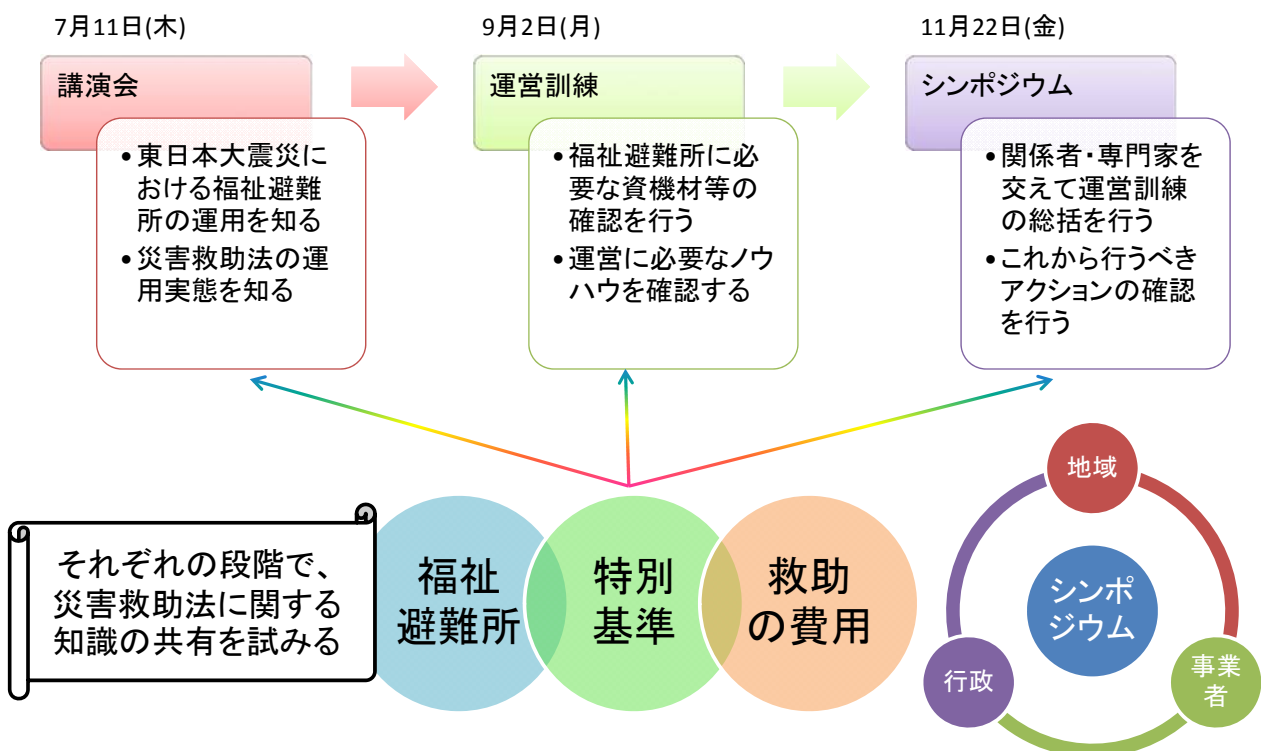 7月11日(木)
講演会
•東日本大震災に
おける福祉避難
所の運用を知る
•災害救助法の運
用実態を知る
9月2日(月)
運営訓練
•福祉避難所に必
要な資機材等の
確認を行う
•運営に必要なノウ
ハウを確認する
11月22日(金)
シンポジウム
•関係者・専門家を
交えて運営訓練
の総括を行う
•これから行うべき
アクションの確認
を行う
それぞれの段階で、
災害救助法に関する
知識の共有を試みる
福祉
避難所
特別
基準
救助
の費用
地域
シンポ
ジウム
行政
事業
者